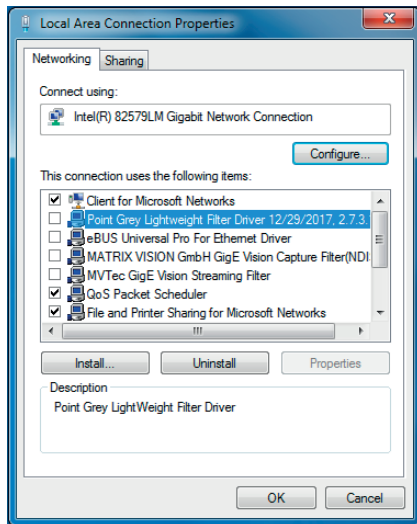 Local Area Connection Properties
Networking
Sharing
Connect using:
Intel(R) 82579LM Gigabit Network Connection
Configure...
This connection uses the following items:
Client for Microsoft Networks
Point Grey Lightweight Filter Driver 12/29/2017, 2.7.3.
eBUS Universal Pro For Ethernet Driver
MATRIX VISION GmbH GigE Vision Capture Filter(NDI
MVTec GigE Vision Streaming Filter
QoS Packet Scheduler
File and Printer Sharing for Microsoft Networks
Install...
Uninstall
Properties
Description
Point Grey LightWeight Filter Driver
OK
Cancel